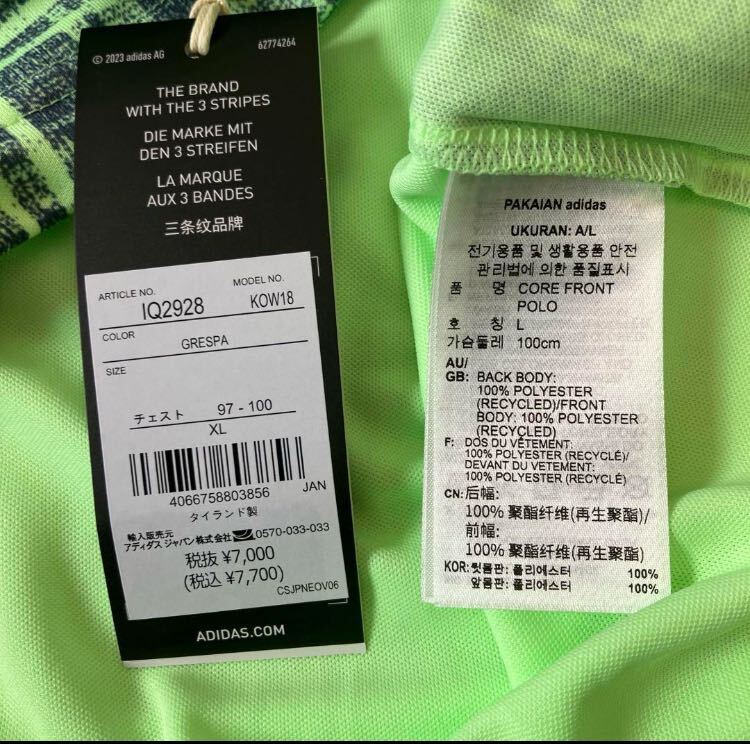 © 2023 adidas AG
62774264
THE BRAND
WITH THE 3 STRIPES
DIE MARKE MIT
DEN 3 STREIFEN
LA MARQUE
AUX 3 BANDES
三条纹品牌
ARTICLE NO.
MODEL NO.
IQ2928
KOW18
COLOR
GRESPA
SIZE
チェスト 97 - 100
XL
4066758803856
JAN
タイランド製
輸入販売元
アディダス ジャパン株式会社 0570-033-033
税抜 ¥7,000
(税込 ¥7,700)
CSJPNEOV06
ADIDAS.COM
PAKAIAN adidas
UKURAN: A/L
전기용품 및 생활용품 안전
관리법에 의한 품질표시
품 명 CORE FRONT
POLO
호 칭 L
가슴둘레 100cm
AU/
GB: BACK BODY:
100% POLYESTER
(RECYCLED)/FRONT
BODY: 100% POLYESTER
(RECYCLED)
F: DOS DU VÊTEMENT:
100% POLYESTER (RECYCLÉ)/
DEVANT DU VETEMENT:
100% POLYESTER (RECYCLÉ)
CN: 后幅:
100% 聚酯纤维(再生聚酯)/
前幅:
100% 聚酯纤维(再生聚酯)
KOR: 뒷몸판: 폴리에스터 100%
앞몸판: 폴리에스터 100%